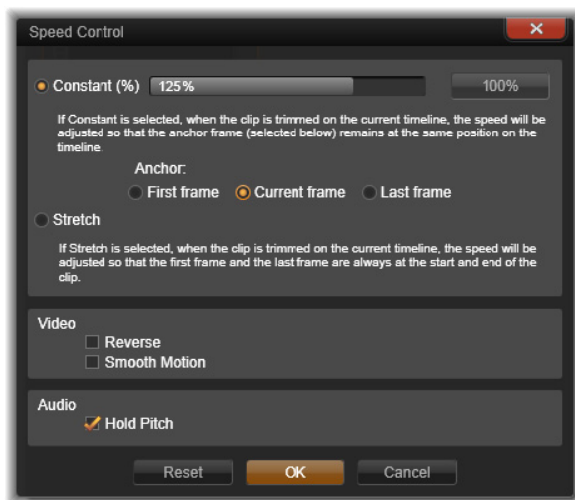 Speed Control
Constant (%) 125% 100%
If Constant is selected, when the clip is trimmed on the current timeline, the speed will be
adjusted so that the anchor frame (selected below) remains at the same position on the
timeline
Anchor:
First frame Current frame Last frame
Stretch
If Stretch is selected, when the clip is trimmed on the current timeline, the speed will be
adjusted so that the first frame and the last frame are always at the start and end of the
clip.
Video
Reverse
Smooth Motion
Audio
Hold Pitch
Reset OK Cancel